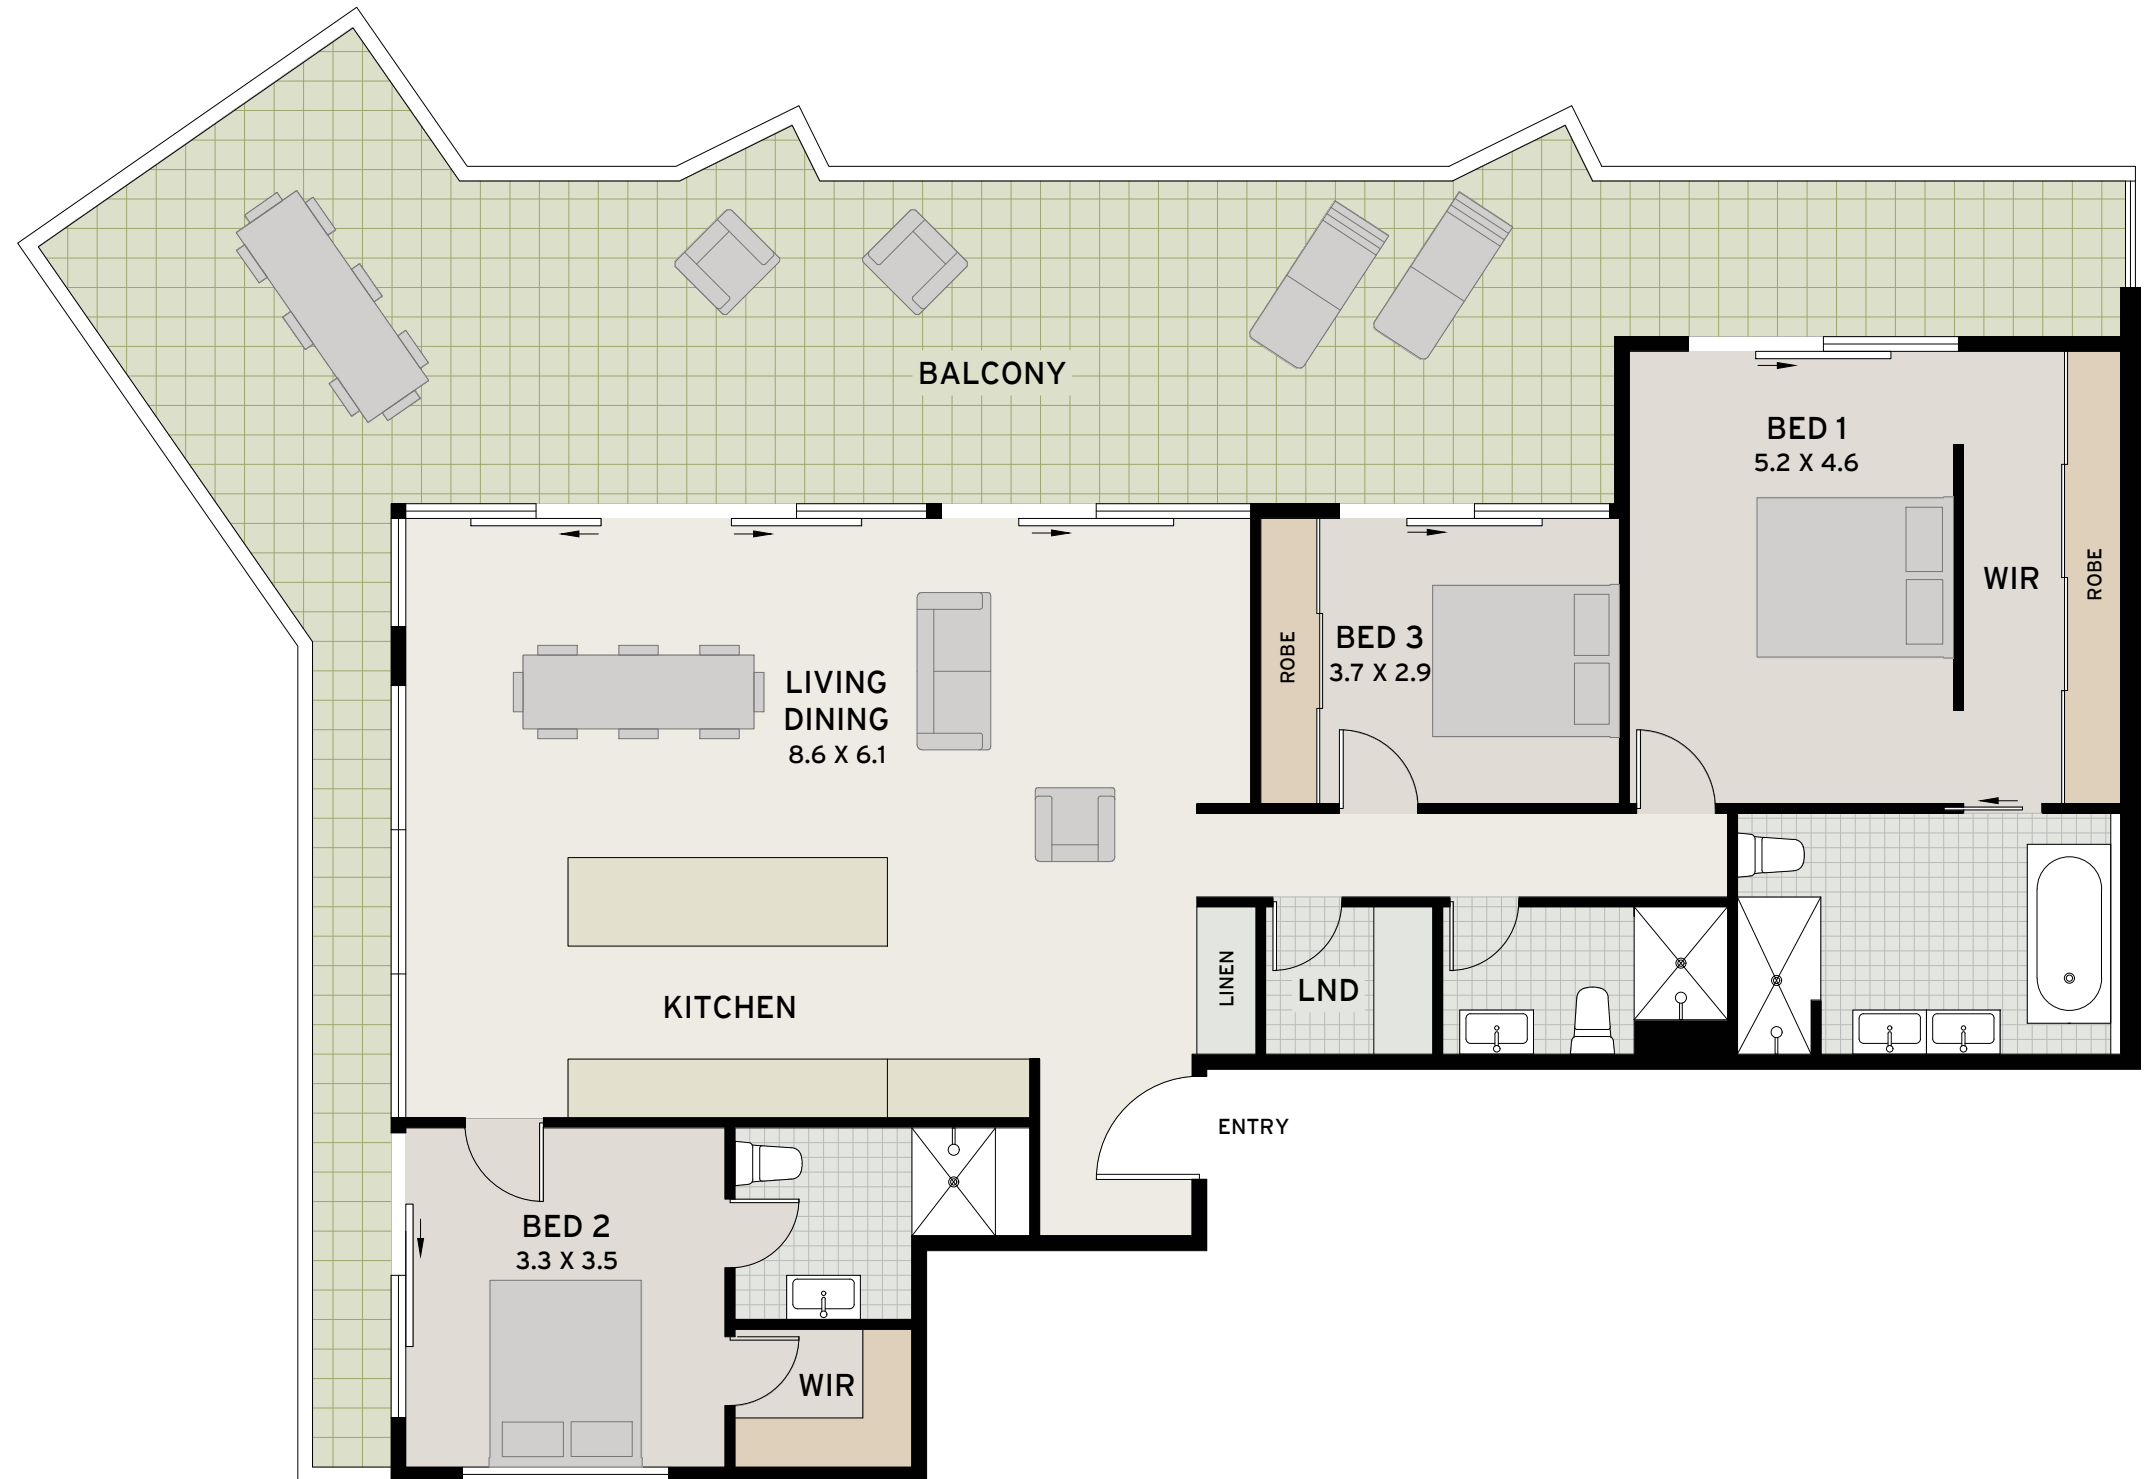 BALCONY
BED 1
5.2 X 4.6
WIR
ROBE
ROBE
BED 3
3.7 X 2.9
LIVING
DINING
8.6 X 6.1
KITCHEN
LINEN
LND
ENTRY
BED 2
3.3 X 3.5
WIR